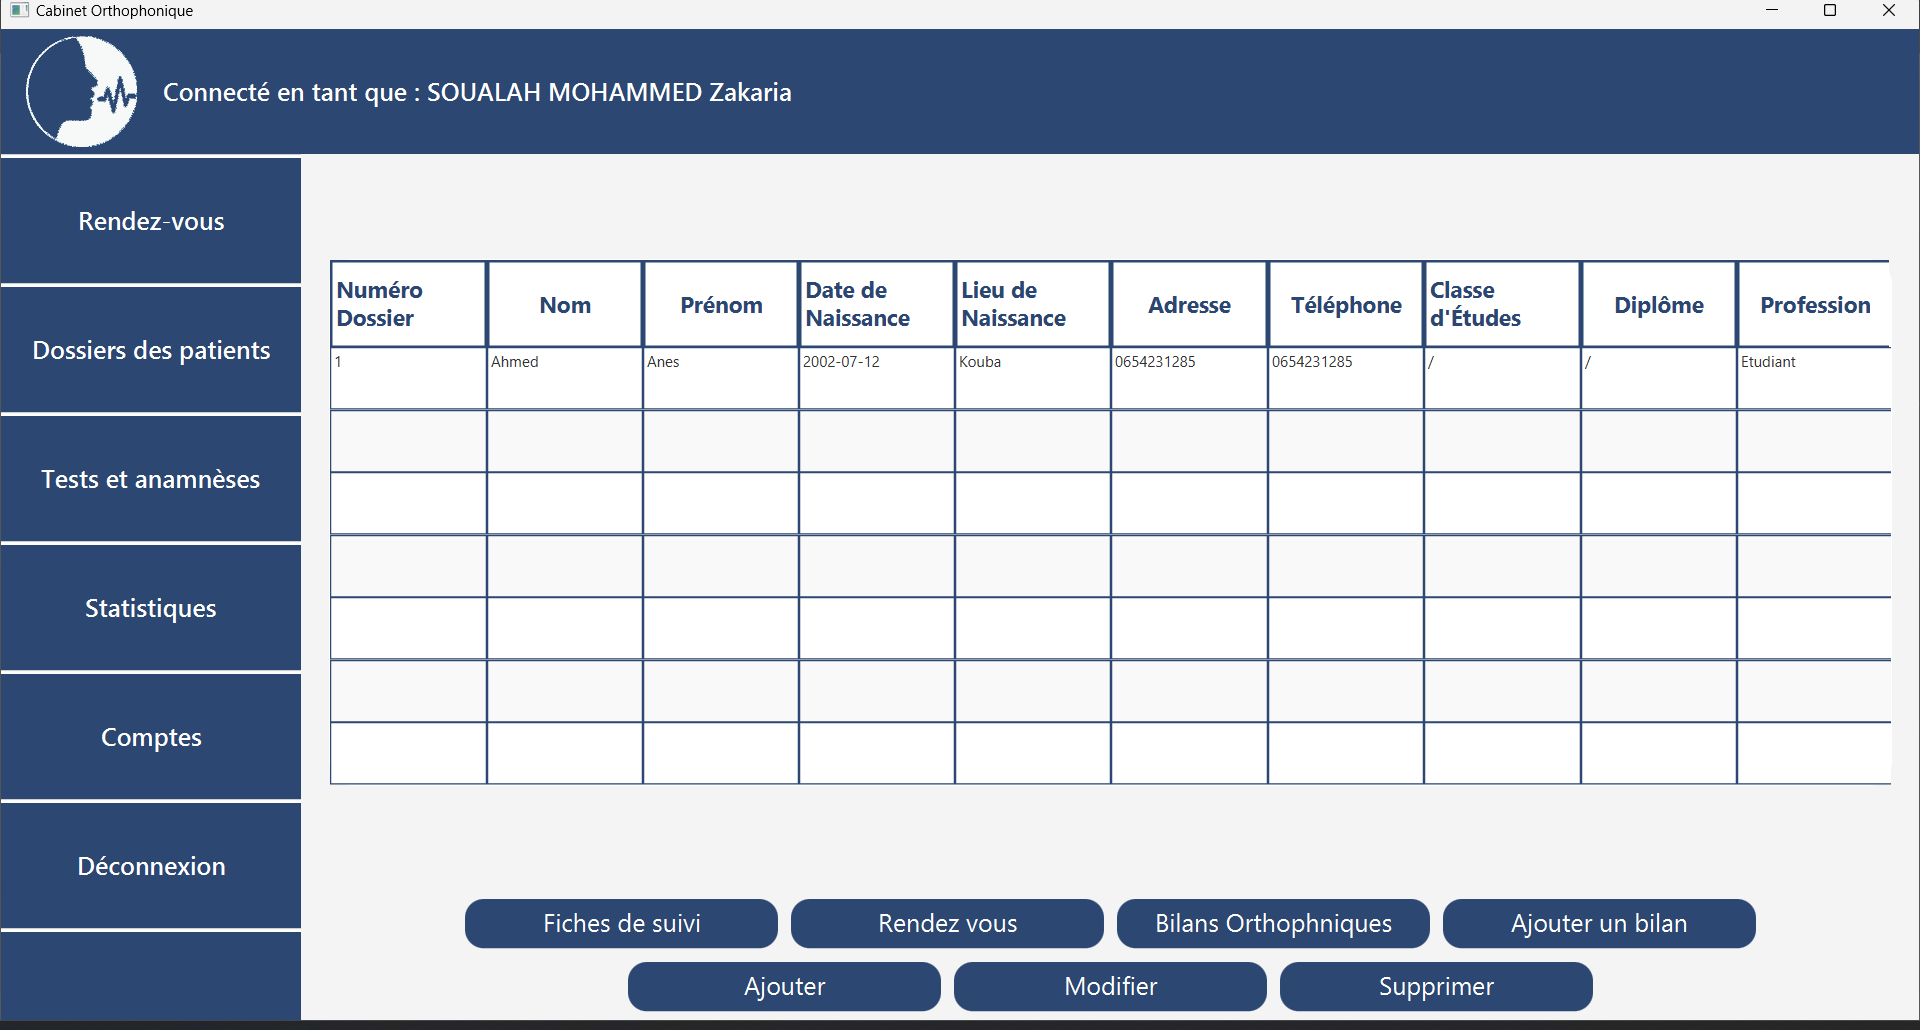 Cabinet Orthophonique
Connecté en tant que : SOUALAH MOHAMMED Zakaria
Rendez-vous
Dossiers des patients
Tests et anamnèses
Statistiques
Comptes
Déconnexion
Numéro Dossier Nom Prénom Date de Naissance Lieu de Naissance Adresse Téléphone Classe d'Études Diplôme Profession
1 Ahmed Anes 2002-07-12 Kouba 0654231285 0654231285 / / Etudiant
Fiches de suivi Rendez vous Bilans Orthophniques Ajouter un bilan
Ajouter Modifier Supprimer